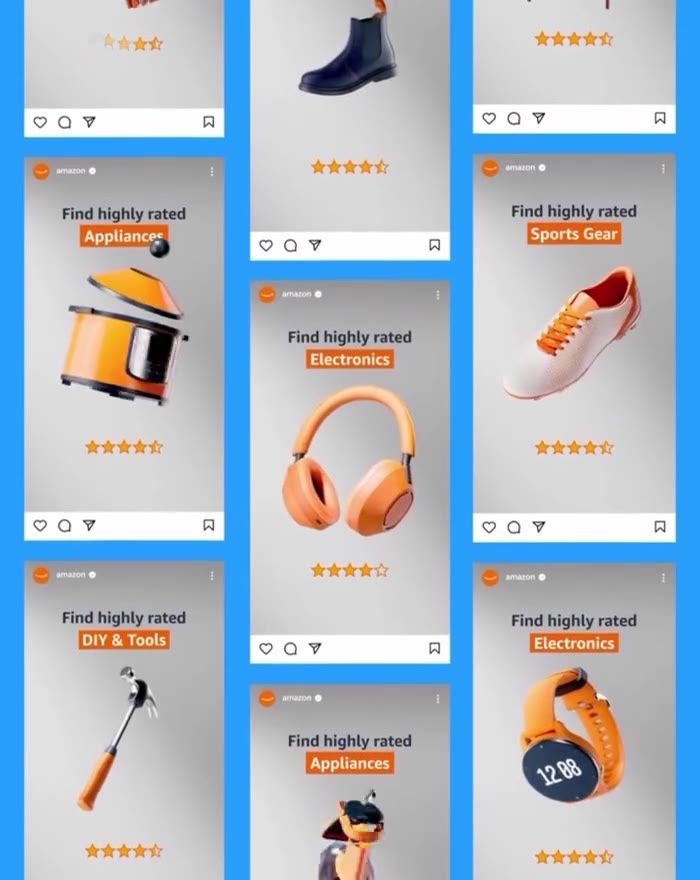 amazon
Find highly rated
Appliances
amazon
Find highly rated
DIY & Tools
amazon
Find highly rated
Electronics
amazon
Find highly rated
Appliances
amazon
Find highly rated
Sports Gear
amazon
Find highly rated
Electronics
12 08